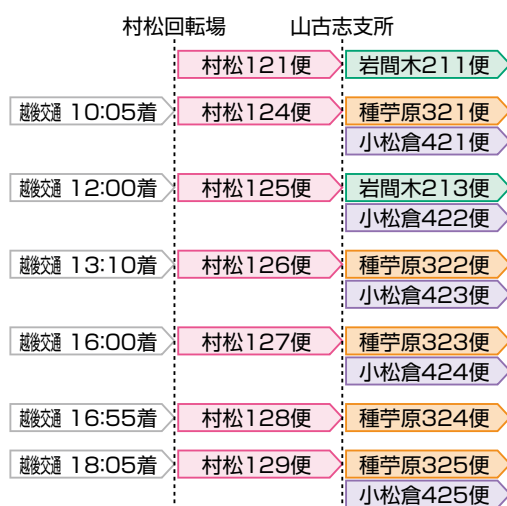 村松回転場 山古志支所
村松121便 岩間木211便
越後交通 10:05着 村松124便 種苧原321便
小松倉421便
越後交通 12:00着 村松125便 岩間木213便
小松倉422便
越後交通 13:10着 村松126便 種苧原322便
小松倉423便
越後交通 16:00着 村松127便 種苧原323便
小松倉424便
越後交通 16:55着 村松128便 種苧原324便
越後交通 18:05着 村松129便 種苧原325便
小松倉425便